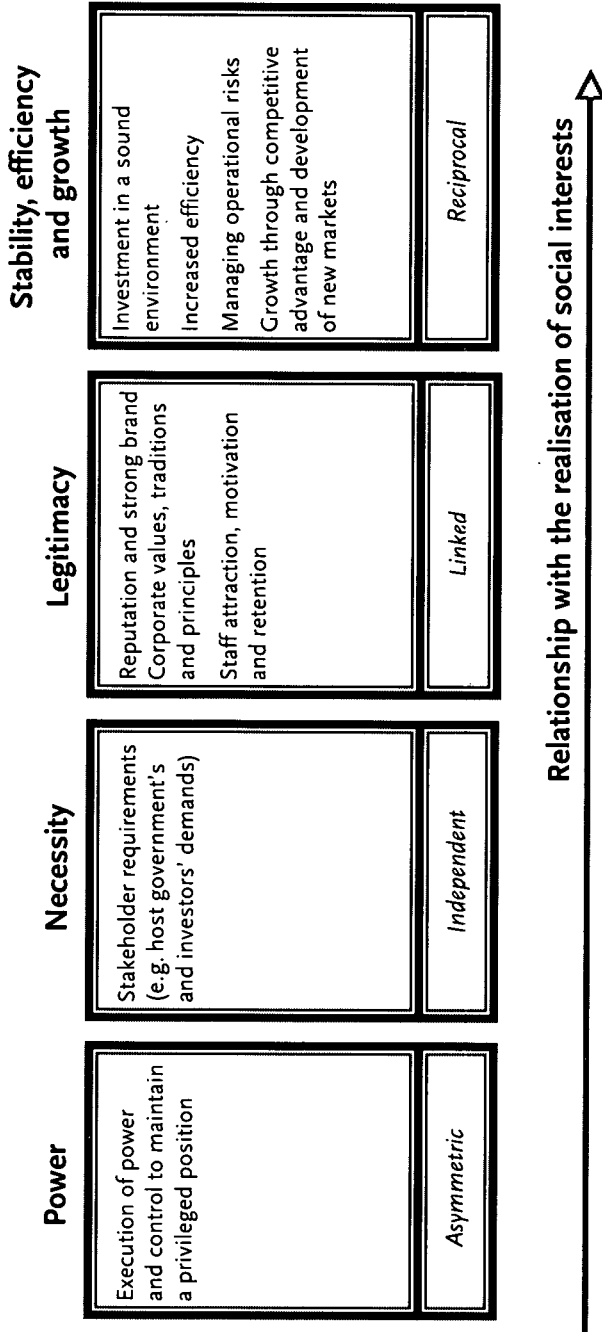 Power
Execution of power
and control to maintain
a privileged position
Asymmetric
Necessity
Stakeholder requirements
(e.g. host government's
and investors' demands)
Independent
Legitimacy
Reputation and strong brand
Corporate values, traditions
and principles
Staff attraction, motivation
and retention
Linked
Stability, efficiency
and growth
Investment in a sound
environment
Increased efficiency
Managing operational risks
Growth through competitive
advantage and development
of new markets
Reciprocal
Relationship with the realisation of social interests